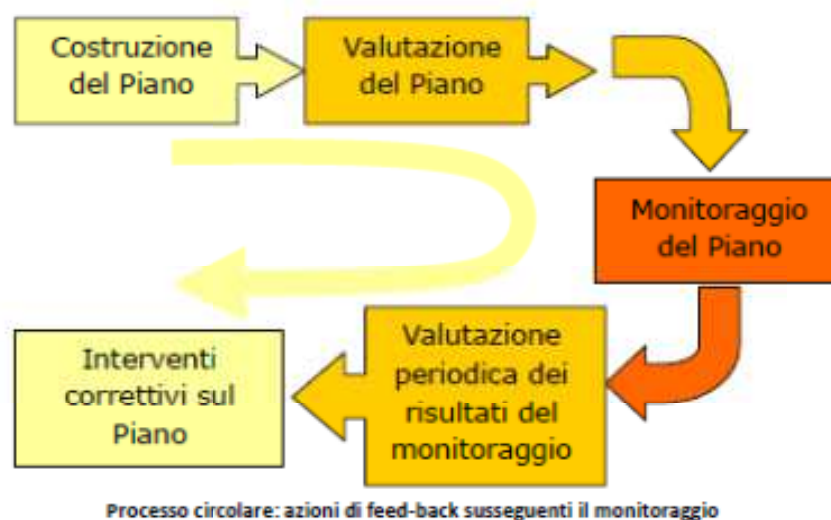 Costruzione
del Piano
Valutazione
del Piano
Monitoraggio
del Piano
Valutazione
periodica dei
risultati del
monitoraggio
Interventi
correttivi sul
Piano
Processo circolare: azioni di feed-back susseguenti il monitoraggio